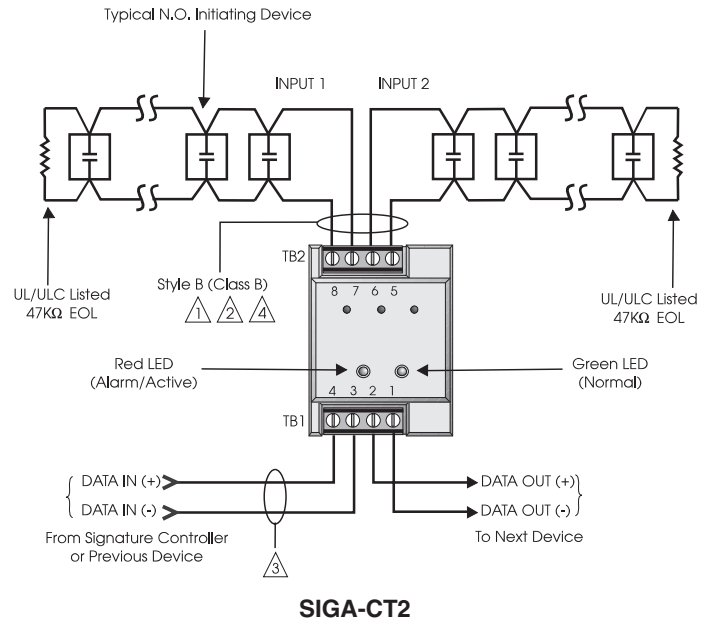 Typical N.O. Initiating Device
INPUT 1
INPUT 2
TB2
8 7 6 5
Style B (Class B)
1 2 4
UL/ULC Listed
47KΩ EOL
UL/ULC Listed
47KΩ EOL
Red LED
(Alarm/Active)
Green LED
(Normal)
4 3 2 1
TB1
DATA IN (+)
DATA IN (-)
From Signature Controller
or Previous Device
3
DATA OUT (+)
DATA OUT (-)
To Next Device
SIGA-CT2